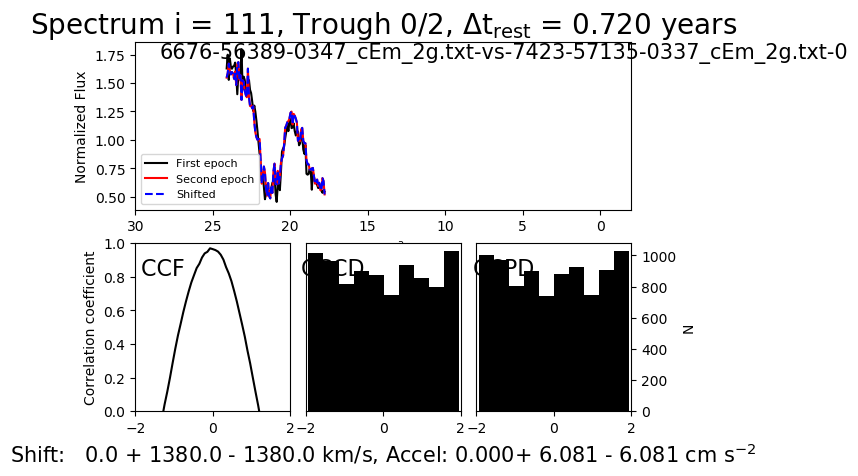 Spectrum i = 111, Trough 0/2, Δt_rest = 0.720 years
6676-56389-0347_cEm_2g.txt-vs-7423-57135-0337_cEm_2g.txt-0
Normalized Flux
1.75
1.50
1.25
1.00
0.75
0.50
First epoch
Second epoch
Shifted
30 25 20 15 10 5 0
Correlation coefficient
1.0
0.8
0.6
0.4
0.2
0.0
CCF
−2 0 2
−2 0 2
−2 0 2
1000
800
600
400
200
0
N
Shift: 0.0 + 1380.0 - 1380.0 km/s, Accel: 0.000+ 6.081 - 6.081 cm s⁻²